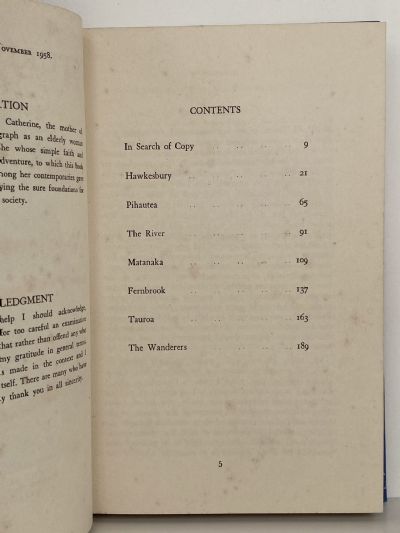 November 1958.
ATION
Catherine, the mother of
graph as an elderly woman
she whose simple faith and
dventure, to which this book
mong her contemporaries gave
ying the sure foundations for
society.
LEDGMENT
help I should acknowledge,
for too careful an examination
that rather than offend any who
my gratitude in general terms.
s made in the context and I
itself. There are many who have
y thank you in all sincerity.
CONTENTS
In Search of Copy .. .. .. .. 9
Hawkesbury .. .. .. .. .. 21
Pihautea .. .. .. .. .. 65
The River .. .. .. .. .. 91
Matanaka .. .. .. .. .. 109
Fernbrook .. .. .. .. .. 137
Tauroa .. .. .. .. .. 163
The Wanderers .. .. .. .. 189
5